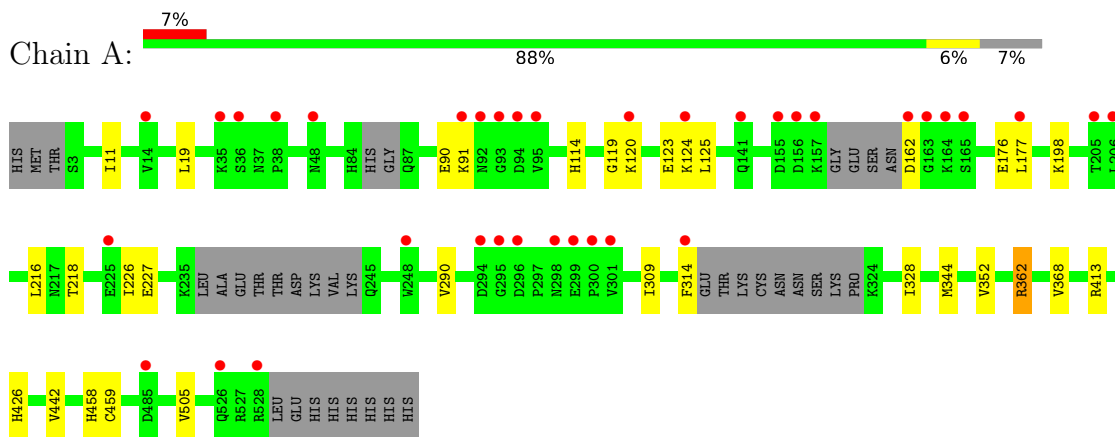 7%
Chain A:
88% 6% 7%
HIS MET THR S3 I11 V14 L19 K35 S36 N37 P38 N48 H84 HIS GLY Q87 E90 K91 N92 G93 D94 V95 H114 G119 K120 E123 K124 L125 Q141 D155 D156 K157 GLY GLU SER ASN D162 G163 K164 S165 E176 L177 K198 T205 L206
L216 N217 T218 E225 I226 E227 K235 LEU ALA GLU THR THR ASP LYS VAL LYS Q245 W248 V290 D294 G295 D296 P297 N298 E299 P300 V301 I309 F314 GLU THR LYS CYS ASN ASN SER LYS PRO K324 I328 M344 V352 R362 V368 R413
H426 V442 H458 C459 D485 V505 Q526 R527 R528 LEU GLU HIS HIS HIS HIS HIS HIS